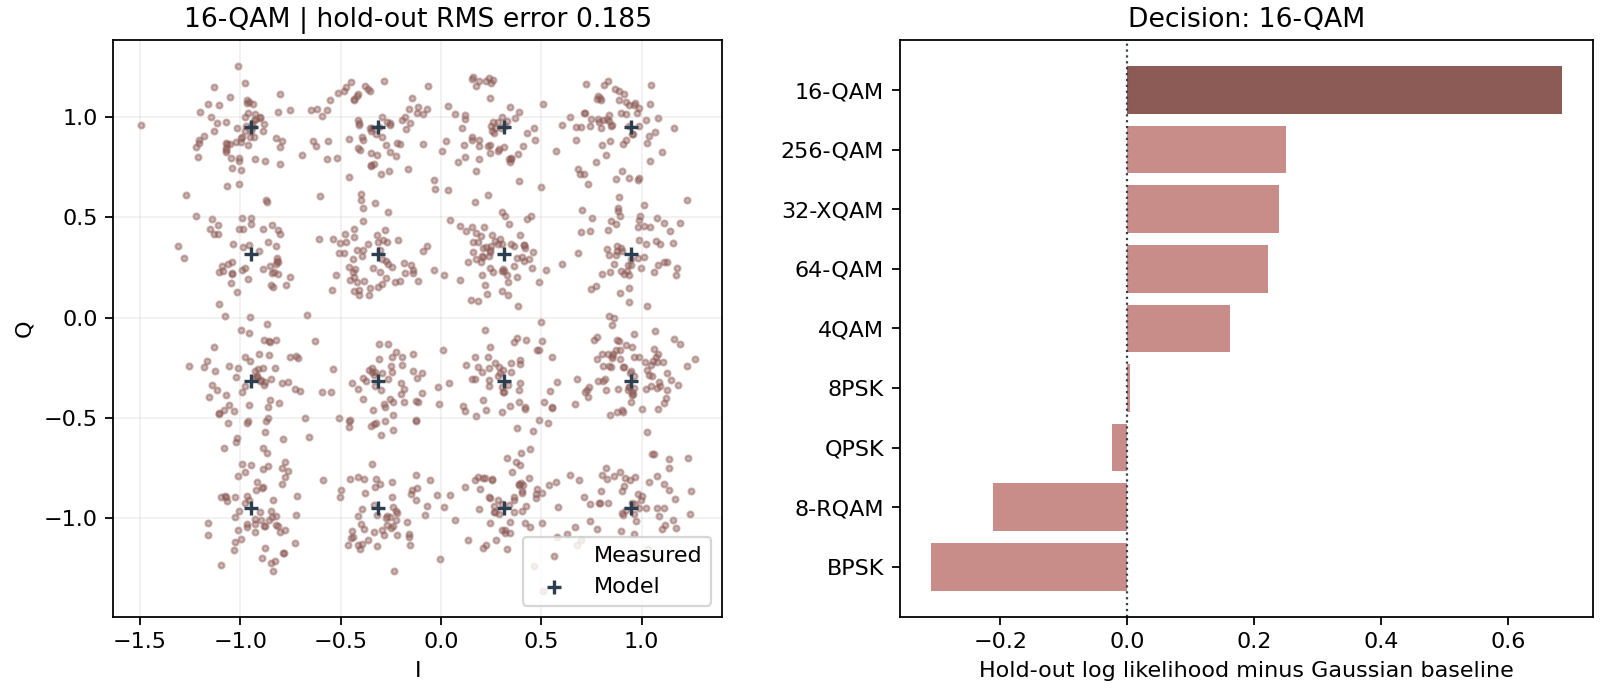 16-QAM | hold-out RMS error 0.185
1.0
0.5
0.0
−0.5
−1.0
Q
−1.5
−1.0
−0.5
0.0
0.5
1.0
I
Measured
Model
Decision: 16-QAM
16-QAM
256-QAM
32-XQAM
64-QAM
4QAM
8PSK
QPSK
8-RQAM
BPSK
−0.2
0.0
0.2
0.4
0.6
Hold-out log likelihood minus Gaussian baseline